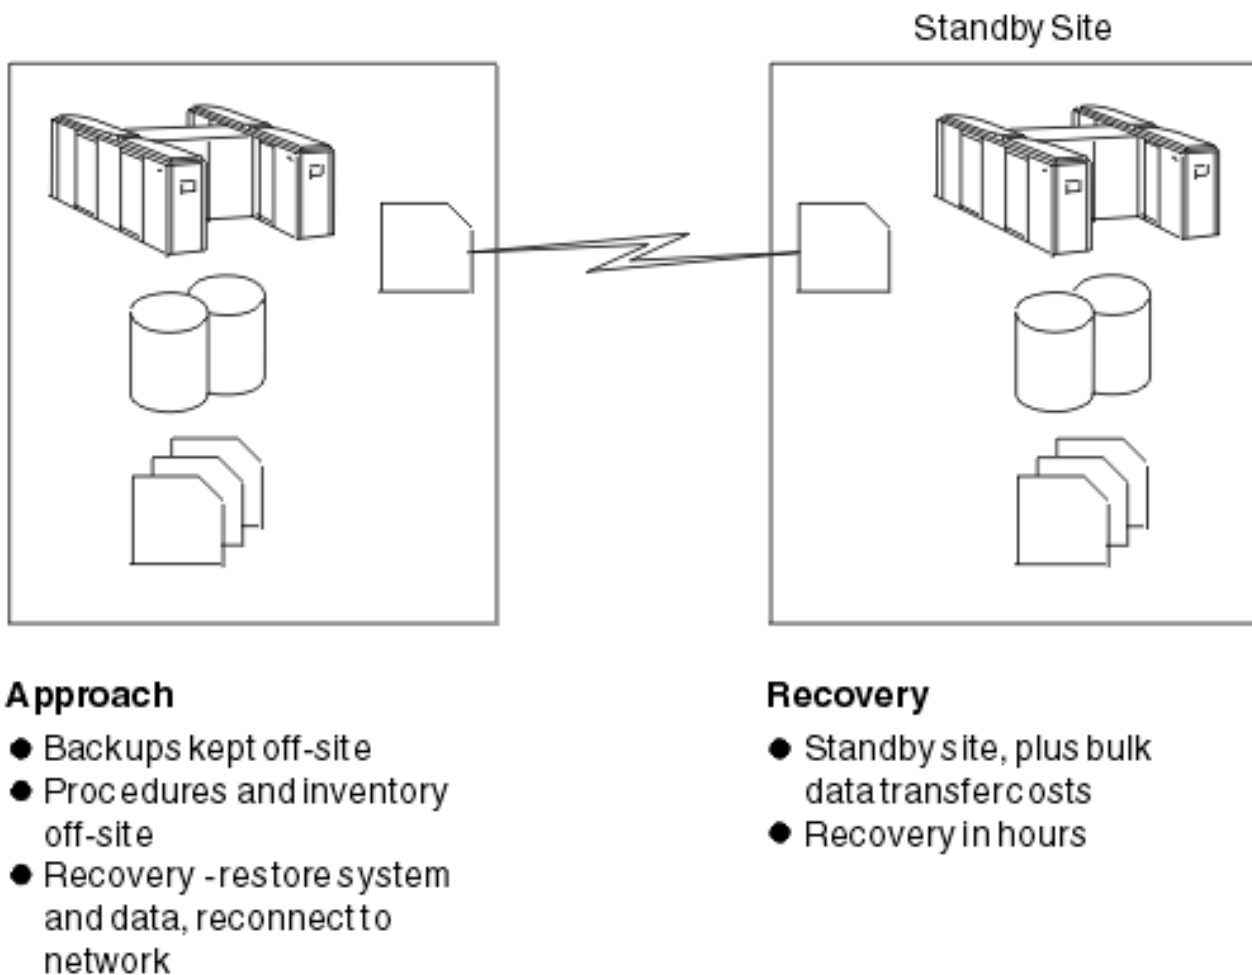 Standby Site
Approach
● Backups kept off-site
● Procedures and inventory
off-site
● Recovery -restore system
and data, reconnect to
network
Recovery
● Standby site, plus bulk
data transfer costs
● Recovery in hours